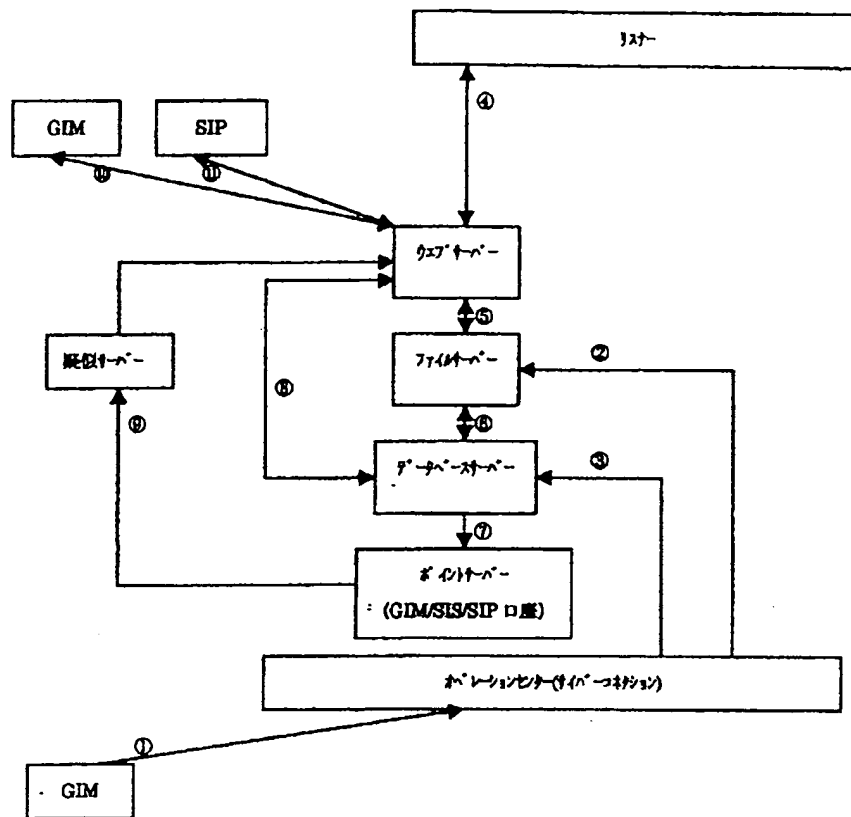 リスナー
④
GIM
SIP
⑩
⑪
ウェブサーバー
⑤
疑似サーバー
ファイルサーバー
②
⑧
⑨
⑥
データベースサーバー
③
⑦
ポイントサーバー
(GIM/SIS/SIP 口座)
オペレーションセンター(サイバーコネクション)
①
GIM